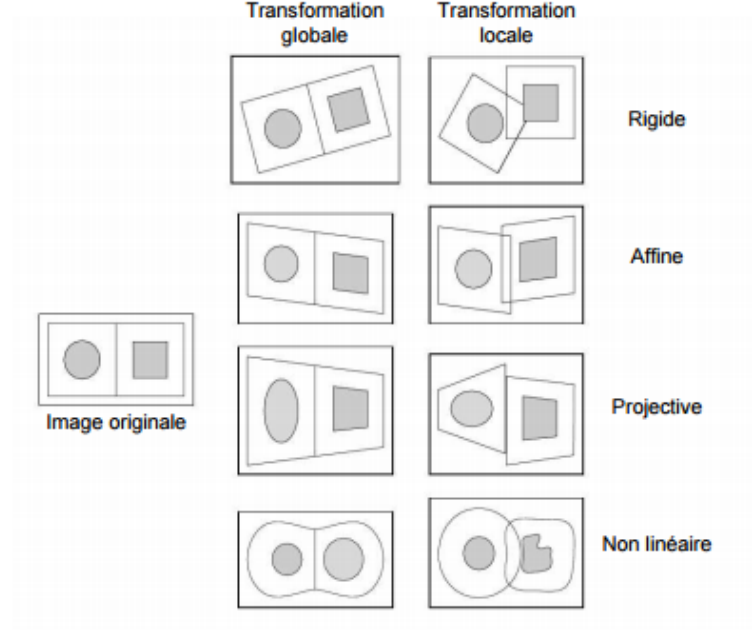 Transformation
globale
Transformation
locale
Rigide
Affine
Image originale
Projective
Non linéaire